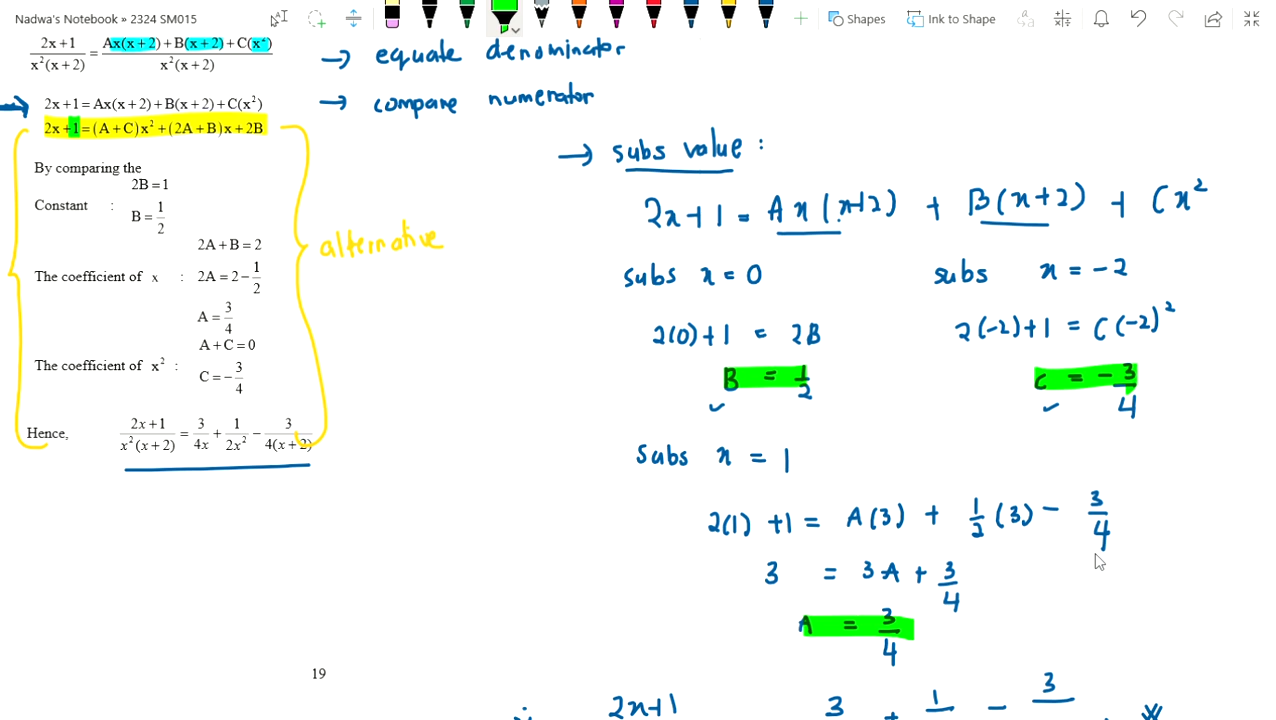 Nadwa's Notebook » 2324 SM015
Shapes
Ink to Shape
2x+1/x²(x+2) = Ax(x+2)+B(x+2)+C(x²)/x²(x+2)
→ equate denominator
2x+1=Ax(x+2)+B(x+2)+C(x²)
→ compare numerator
2x+1=(A+C)x²+(2A+B)x+2B
By comparing the
Constant : 2B=1
B=1/2
2A+B=2
The coefficient of x : 2A=2-1/2
A=3/4
A+C=0
The coefficient of x² :
C=-3/4
Hence, 2x+1/x²(x+2) = 3/4x + 1/2x² - 3/4(x+2)
alternative
→ subs value :
2x+1 = Ax(x+2) + B(x+2) + Cx²
subs x = 0
2(0)+1 = 2B
B = 1/2
subs x = -2
2(-2)+1 = C(-2)²
C = -3/4
Subs x = 1
2(1)+1 = A(3) + 1/2(3) - 3/4
3 = 3A + 3/4
A = 3/4
2x+1 3 + 1 - 3
19